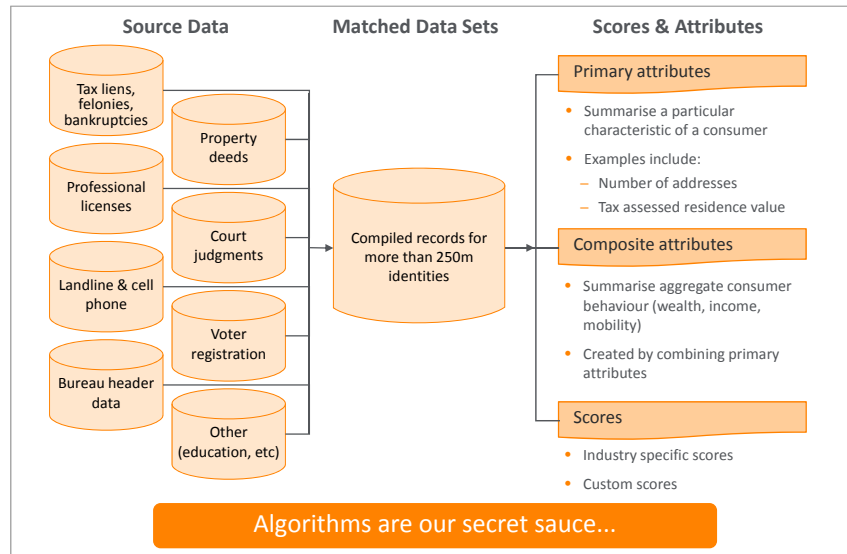 Source Data
Matched Data Sets
Scores & Attributes
Tax liens,
felonies,
bankruptcies
Property
deeds
Professional
licenses
Court
judgments
Landline & cell
phone
Voter
registration
Bureau header
data
Other
(education, etc)
Compiled records for
more than 250m
identities
Primary attributes
• Summarise a particular
characteristic of a consumer
• Examples include:
– Number of addresses
– Tax assessed residence value
Composite attributes
• Summarise aggregate consumer
behaviour (wealth, income,
mobility)
• Created by combining primary
attributes
Scores
• Industry specific scores
• Custom scores
Algorithms are our secret sauce...